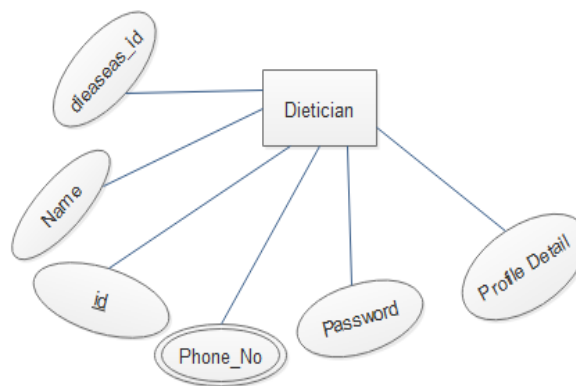 dieaseas_id
Dietician
Name
id
Phone_No
Password
Profile Detail